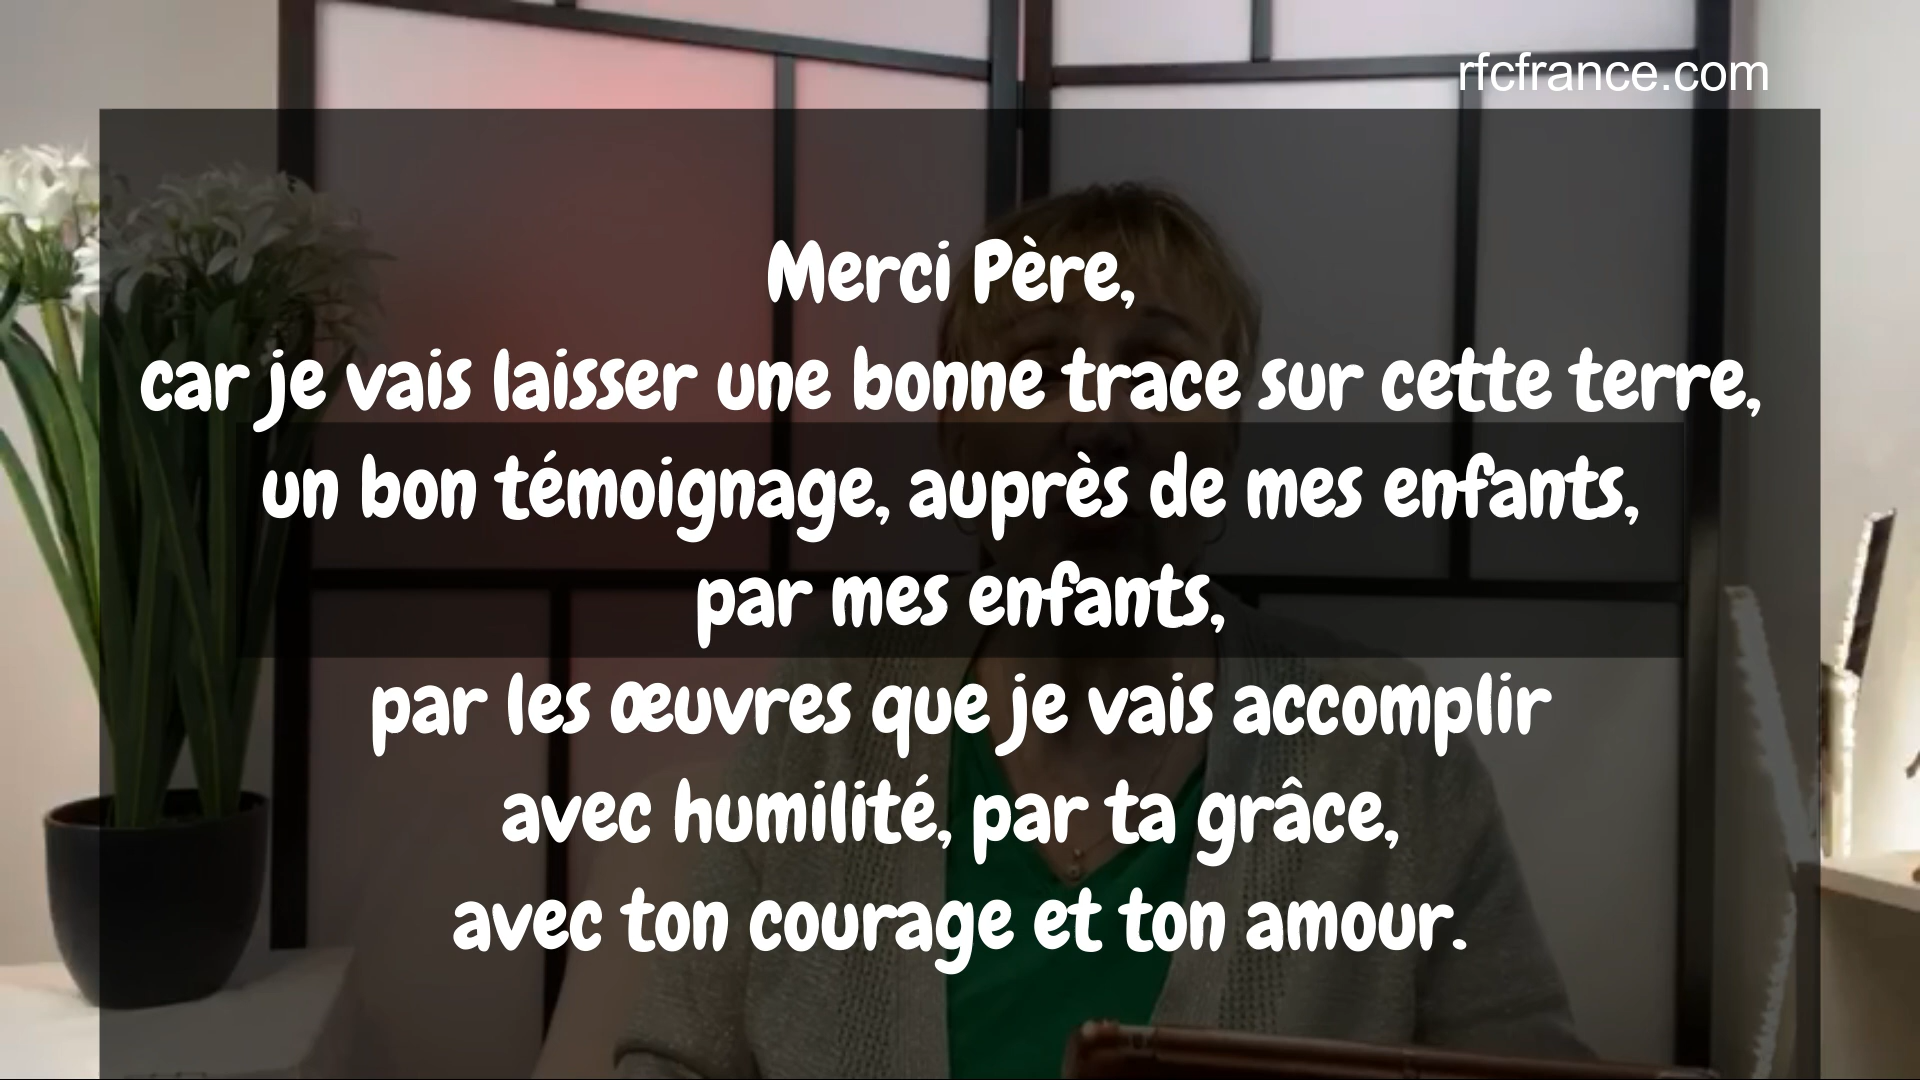 rfcfrance.com
Merci Père,
car je vais laisser une bonne trace sur cette terre,
un bon témoignage, auprès de mes enfants,
par mes enfants,
par les œuvres que je vais accomplir
avec humilité, par ta grâce,
avec ton courage et ton amour.